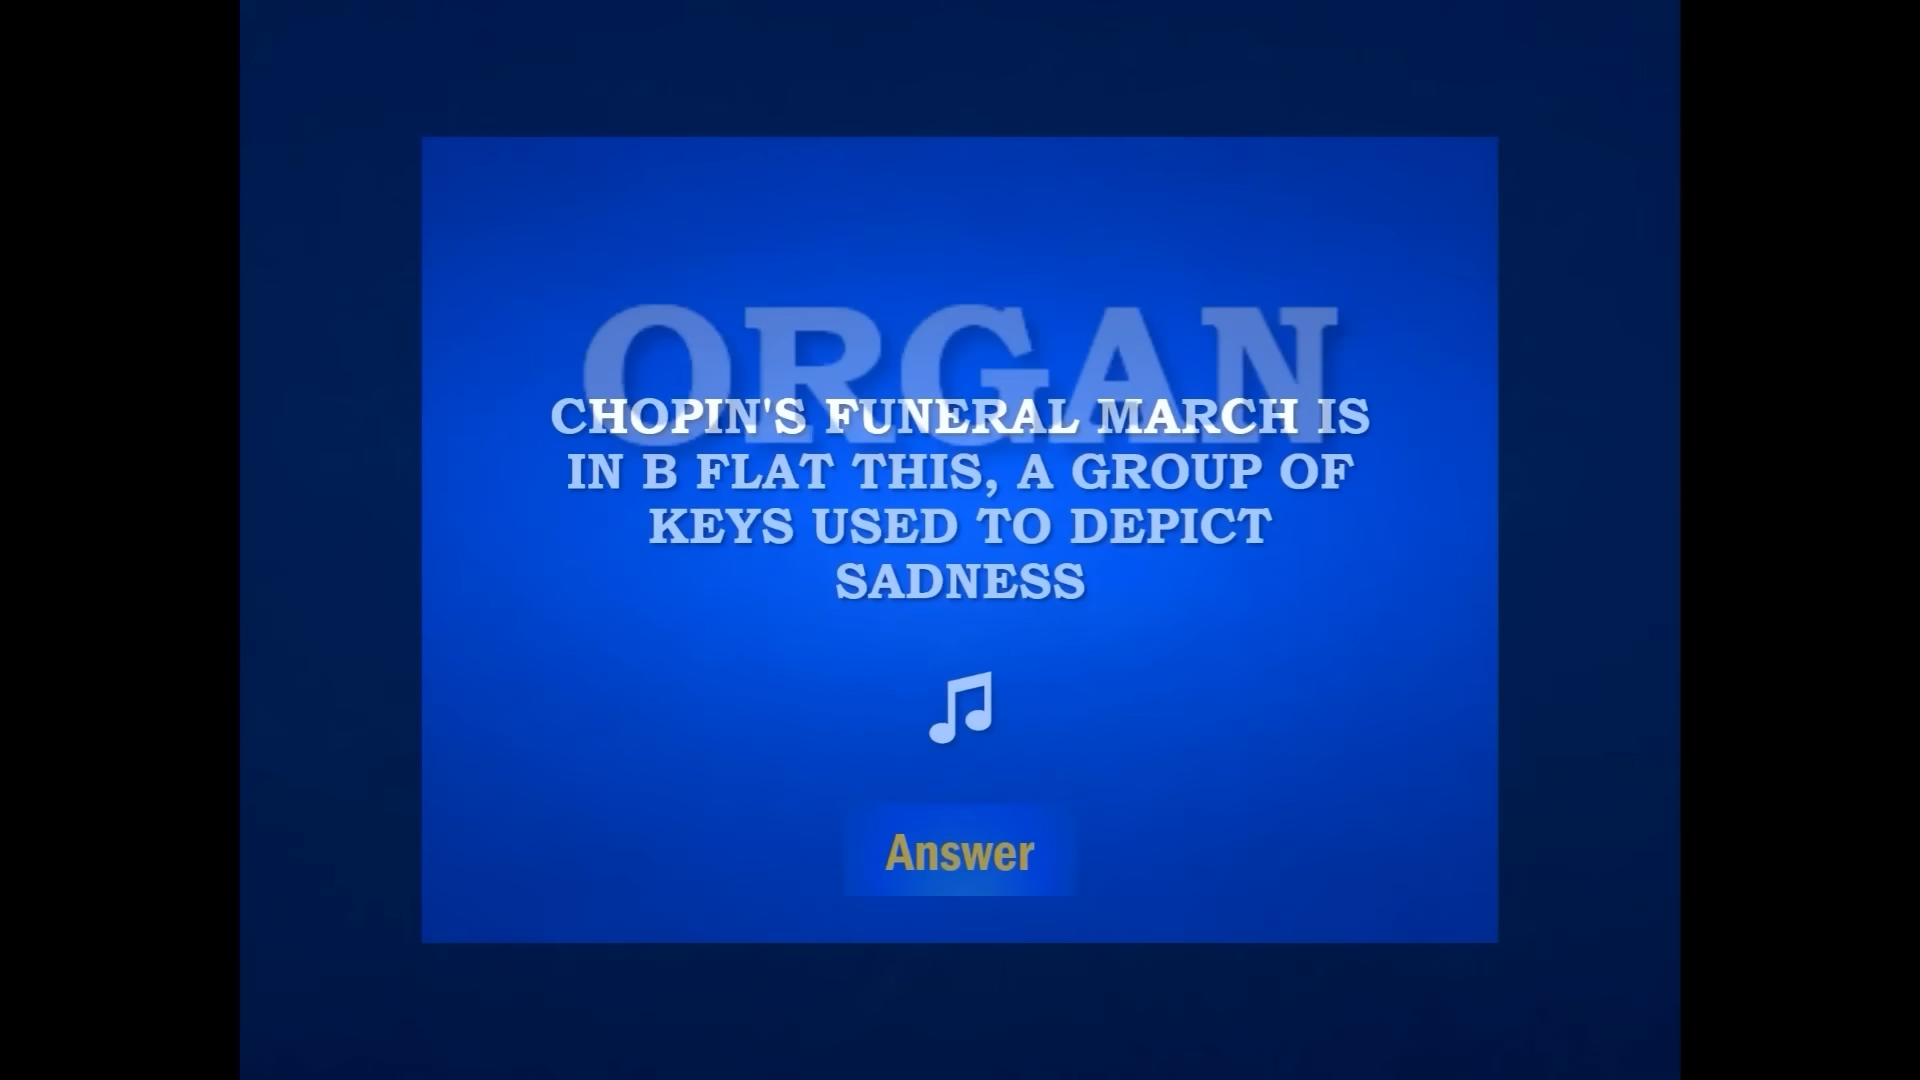 ORGAN
CHOPIN'S FUNERAL MARCH IS
IN B FLAT THIS, A GROUP OF
KEYS USED TO DEPICT
SADNESS
Answer